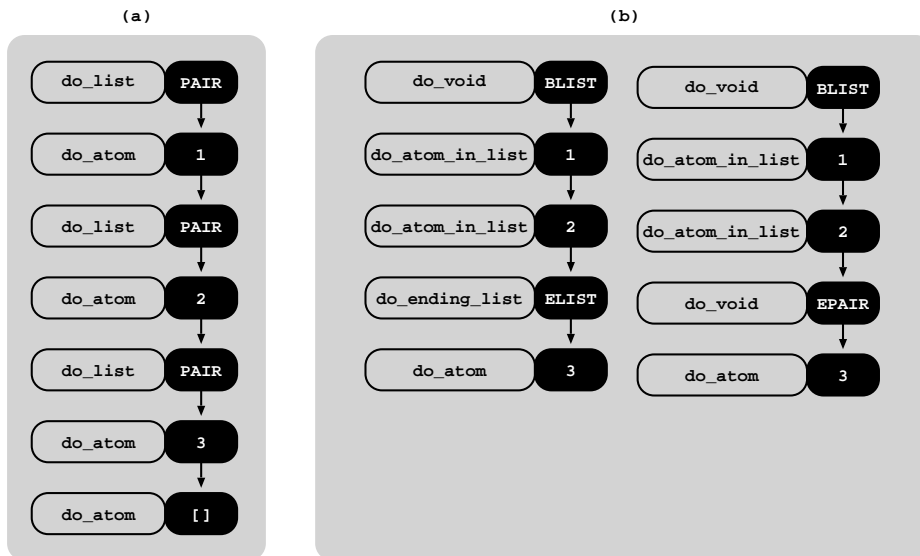 (a)
do_list PAIR
do_atom 1
do_list PAIR
do_atom 2
do_list PAIR
do_atom 3
do_atom []
(b)
do_void BLIST
do_atom_in_list 1
do_atom_in_list 2
do_ending_list ELIST
do_atom 3
do_void BLIST
do_atom_in_list 1
do_atom_in_list 2
do_void EPAIR
do_atom 3